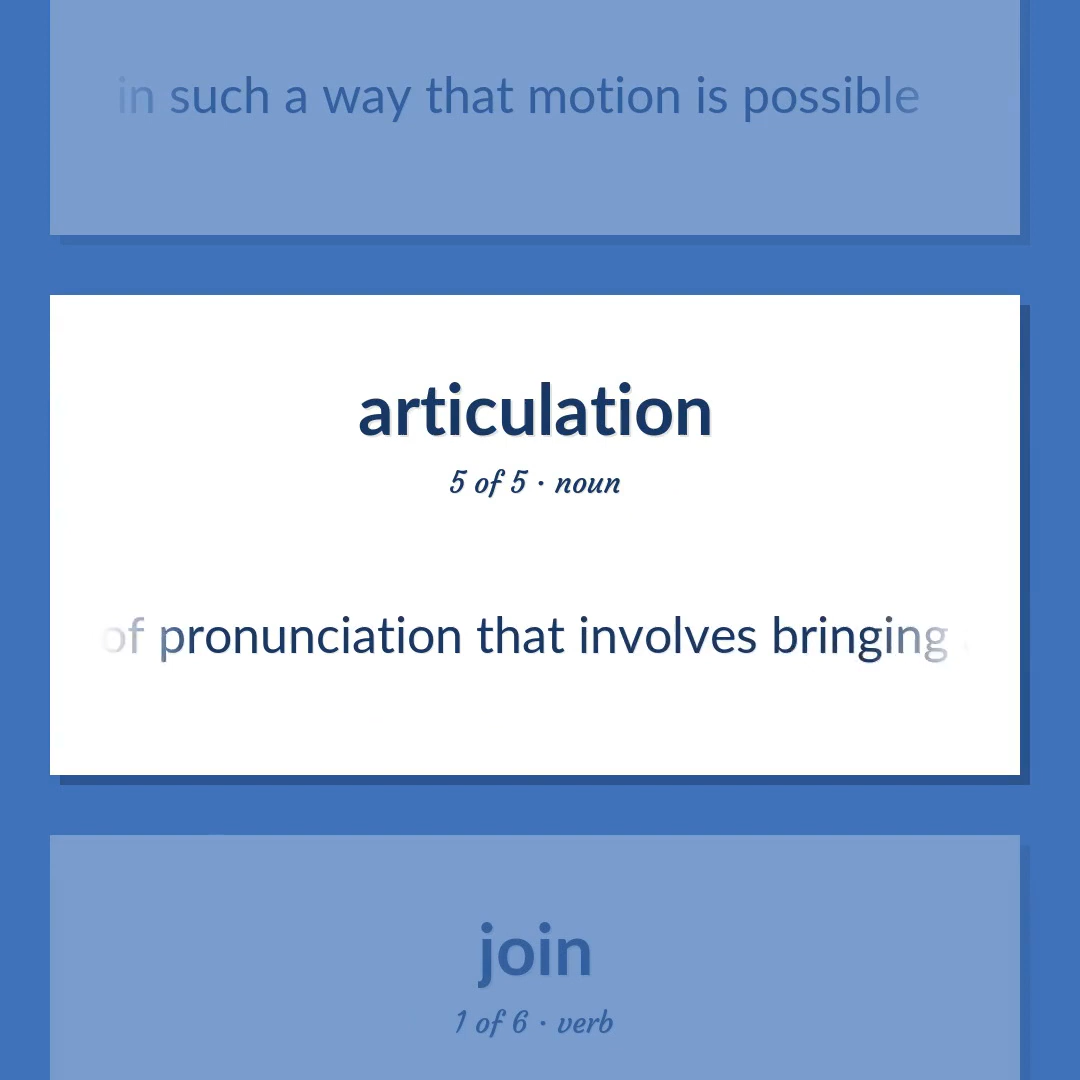 in such a way that motion is possible
articulation
5 of 5 · noun
of pronunciation that involves bringing
join
1 of 6 · verb